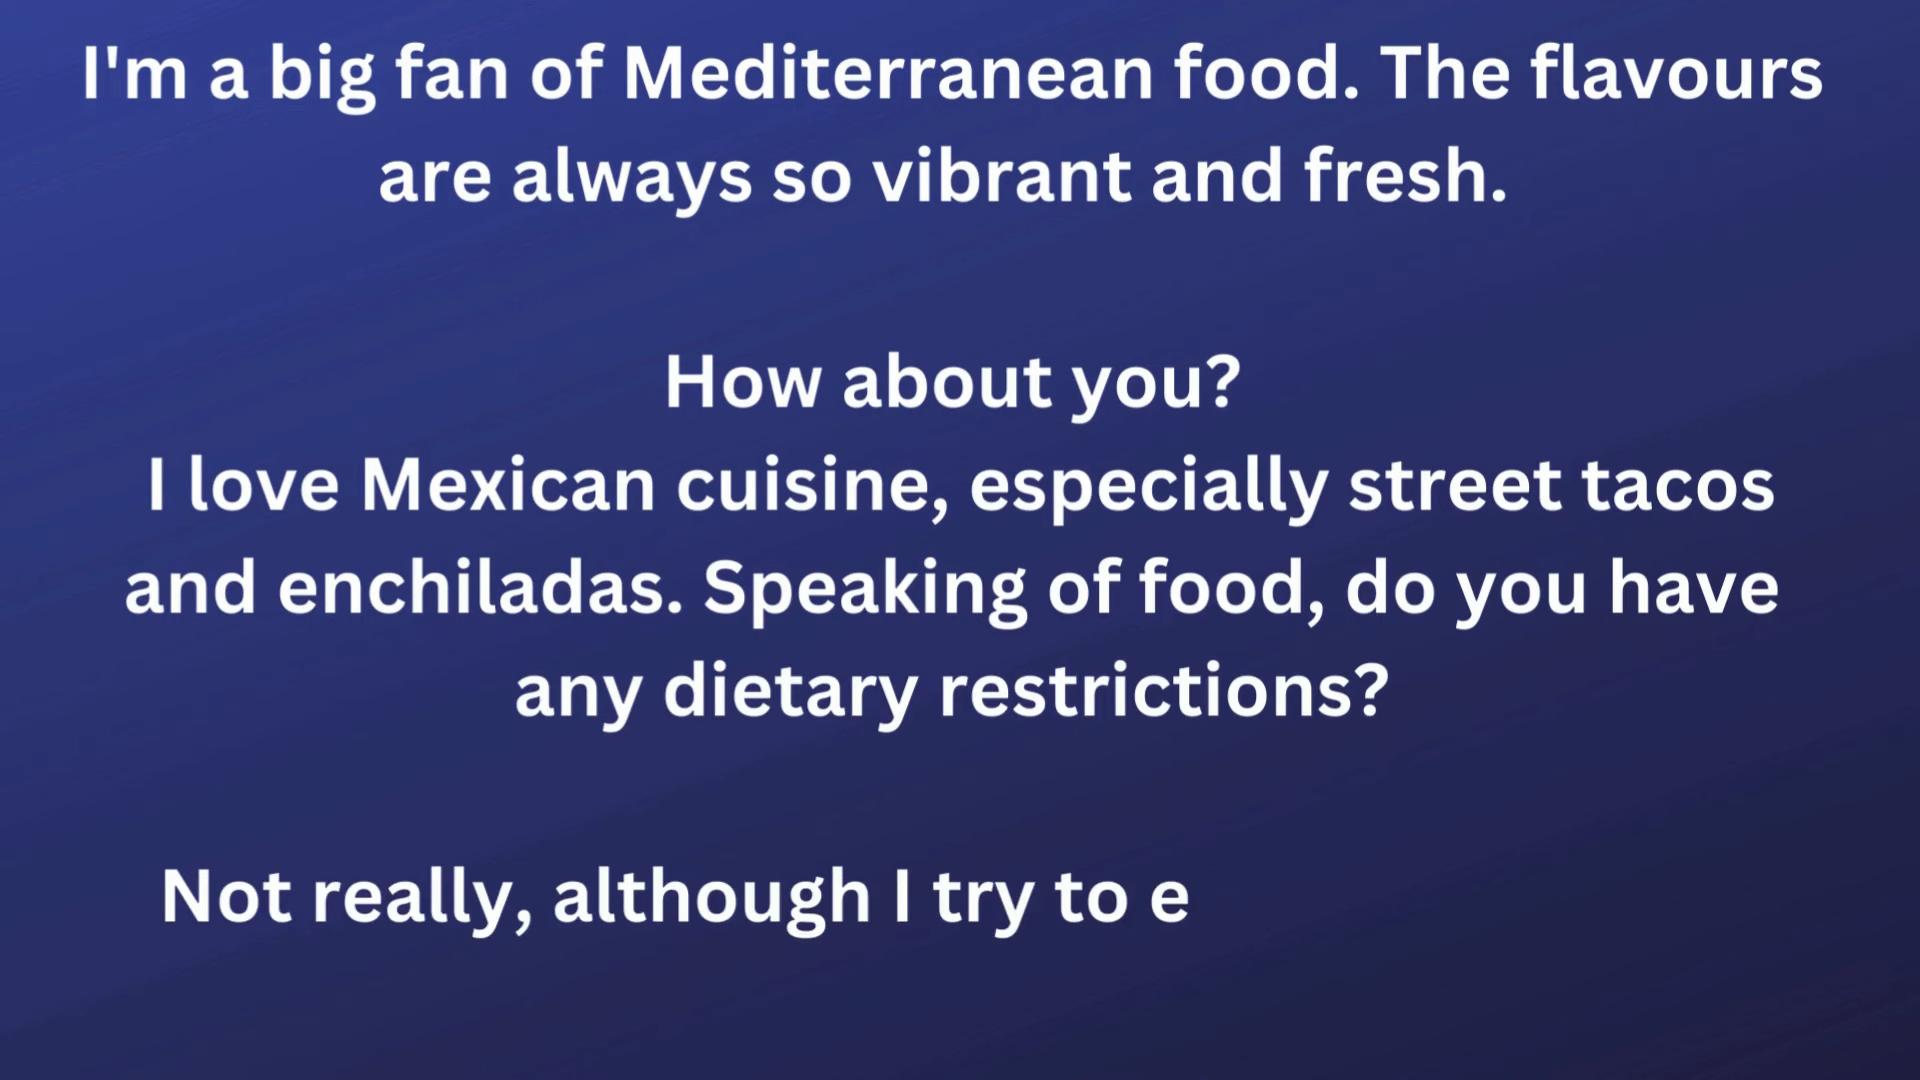 I'm a big fan of Mediterranean food. The flavours
are always so vibrant and fresh.
How about you?
I love Mexican cuisine, especially street tacos
and enchiladas. Speaking of food, do you have
any dietary restrictions?
Not really, although I try to e